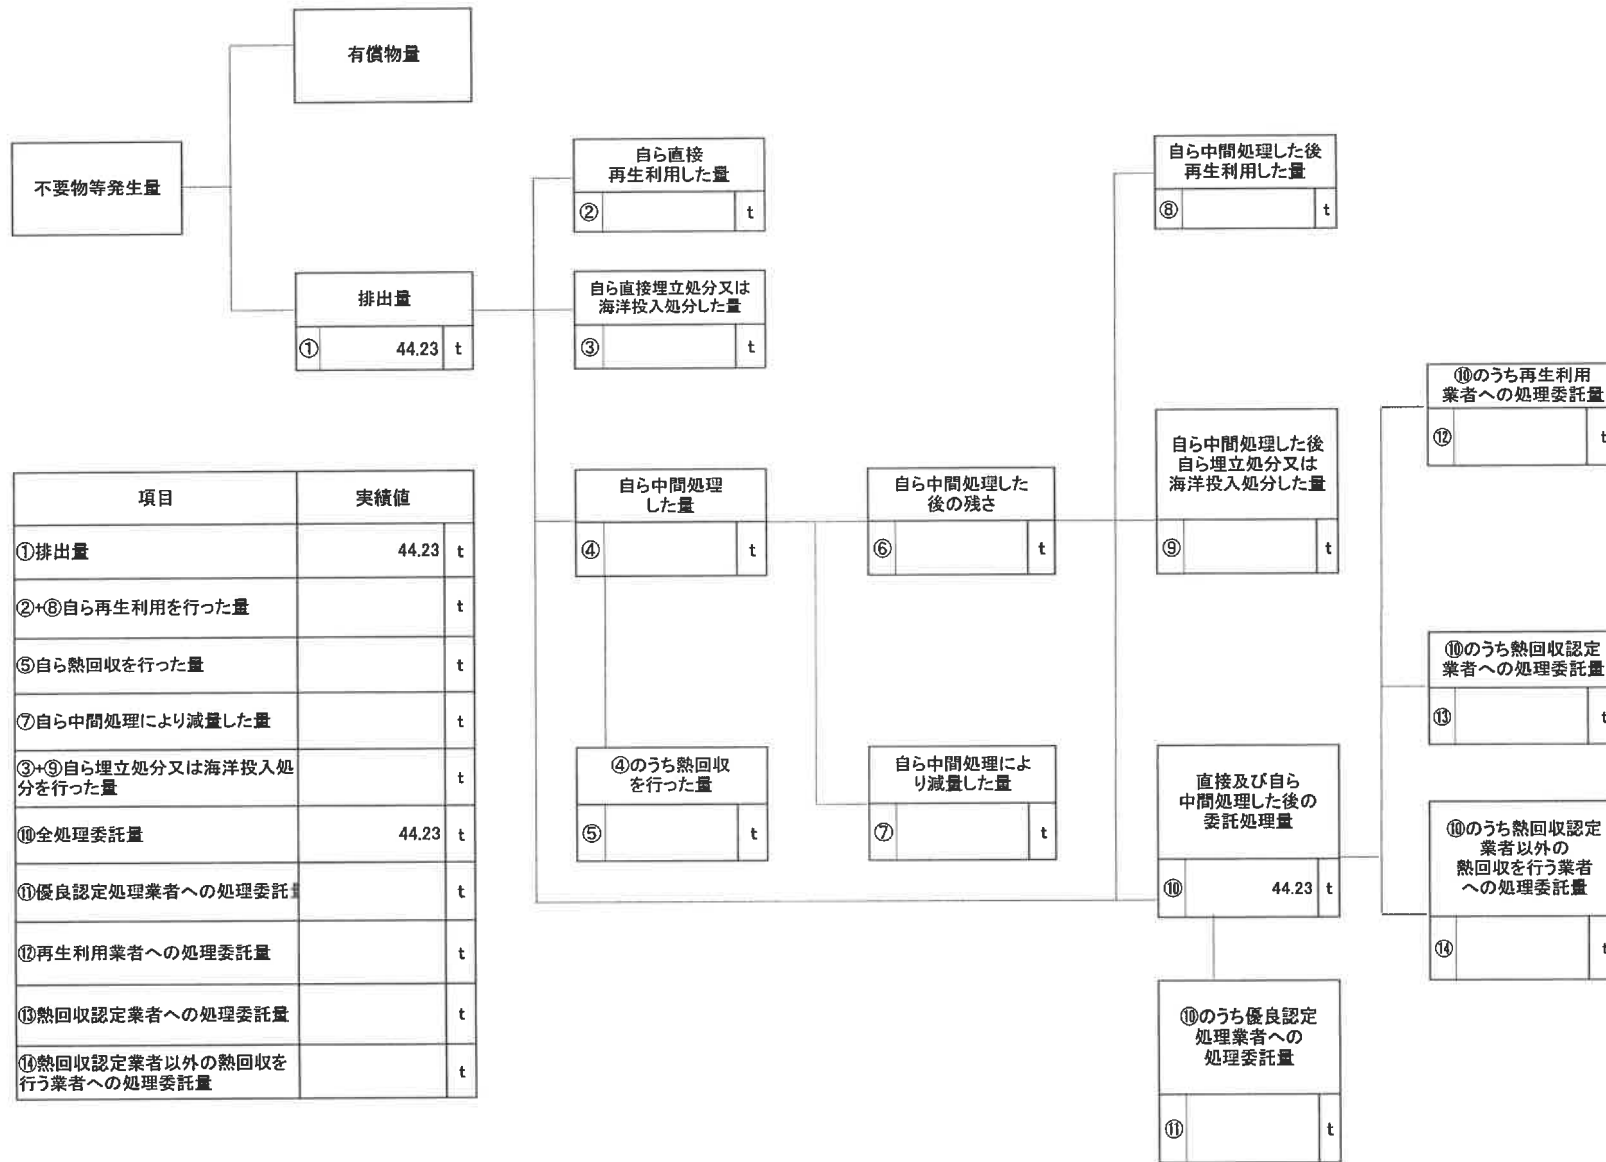 有償物量
不要物等発生量
排出量
① 44.23 t
自ら直接
再生利用した量
② t
自ら直接埋立処分又は
海洋投入処分した量
③ t
自ら中間処理
した量
④ t
④のうち熱回収
を行った量
⑤ t
自ら中間処理した
後の残さ
⑥ t
自ら中間処理によ
り減量した量
⑦ t
自ら中間処理した後
再生利用した量
⑧ t
自ら中間処理した後
自ら埋立処分又は
海洋投入処分した量
⑨ t
直接及び自ら
中間処理した後の
委託処理量
⑩ 44.23 t
⑩のうち優良認定
処理業者への
処理委託量
⑪ t
⑩のうち再生利用
業者への処理委託量
⑫ t
⑩のうち熱回収認定
業者への処理委託量
⑬ t
⑩のうち熱回収認定
業者以外の
熱回収を行う業者
への処理委託量
⑭ t
項目 実績値
①排出量 44.23 t
②+⑧自ら再生利用を行った量 t
⑤自ら熱回収を行った量 t
⑦自ら中間処理により減量した量 t
③+⑨自ら埋立処分又は海洋投入処
分を行った量 t
⑩全処理委託量 44.23 t
⑪優良認定処理業者への処理委託 t
⑫再生利用業者への処理委託量 t
⑬熱回収認定業者への処理委託量 t
⑭熱回収認定業者以外の熱回収を
行う業者への処理委託量 t